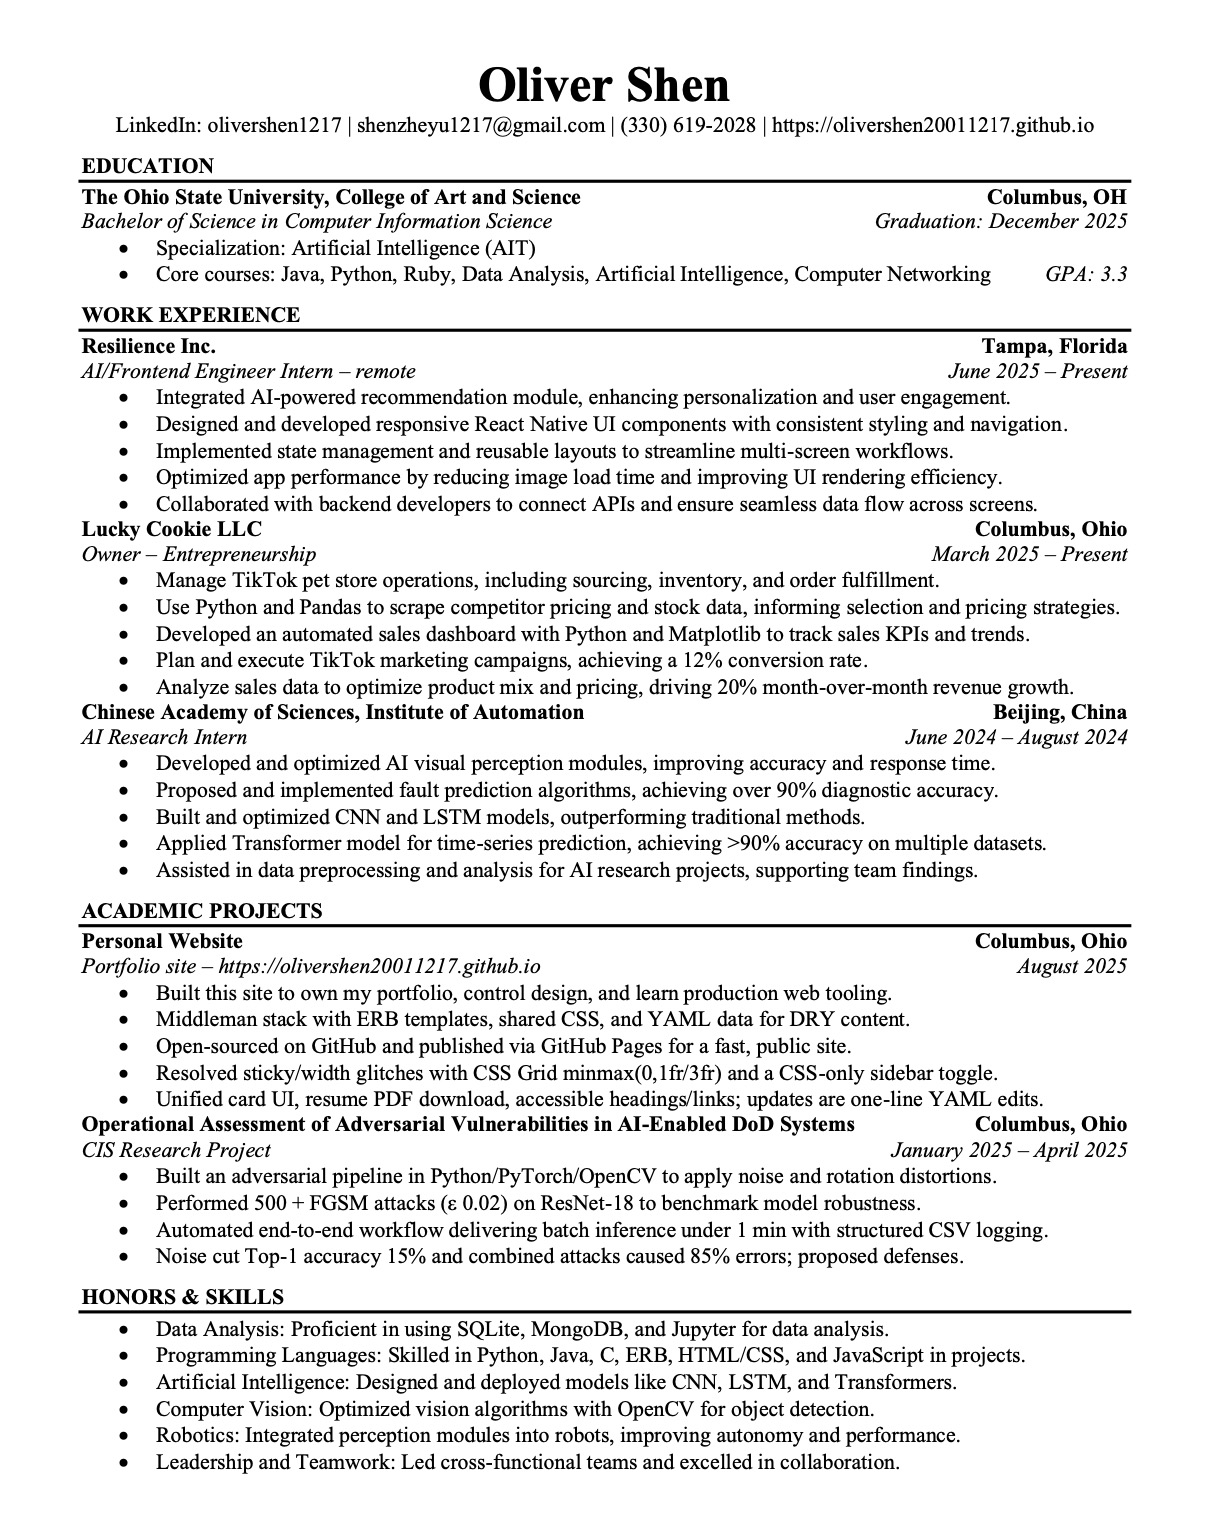 Oliver Shen
LinkedIn: olivershen1217 | shenzheyu1217@gmail.com | (330) 619-2028 | https://olivershen20011217.github.io
EDUCATION
The Ohio State University, College of Art and Science Columbus, OH
Bachelor of Science in Computer Information Science Graduation: December 2025
• Specialization: Artificial Intelligence (AIT)
• Core courses: Java, Python, Ruby, Data Analysis, Artificial Intelligence, Computer Networking GPA: 3.3
WORK EXPERIENCE
Resilience Inc. Tampa, Florida
AI/Frontend Engineer Intern – remote June 2025 – Present
• Integrated AI-powered recommendation module, enhancing personalization and user engagement.
• Designed and developed responsive React Native UI components with consistent styling and navigation.
• Implemented state management and reusable layouts to streamline multi-screen workflows.
• Optimized app performance by reducing image load time and improving UI rendering efficiency.
• Collaborated with backend developers to connect APIs and ensure seamless data flow across screens.
Lucky Cookie LLC Columbus, Ohio
Owner – Entrepreneurship March 2025 – Present
• Manage TikTok pet store operations, including sourcing, inventory, and order fulfillment.
• Use Python and Pandas to scrape competitor pricing and stock data, informing selection and pricing strategies.
• Developed an automated sales dashboard with Python and Matplotlib to track sales KPIs and trends.
• Plan and execute TikTok marketing campaigns, achieving a 12% conversion rate.
• Analyze sales data to optimize product mix and pricing, driving 20% month-over-month revenue growth.
Chinese Academy of Sciences, Institute of Automation Beijing, China
AI Research Intern June 2024 – August 2024
• Developed and optimized AI visual perception modules, improving accuracy and response time.
• Proposed and implemented fault prediction algorithms, achieving over 90% diagnostic accuracy.
• Built and optimized CNN and LSTM models, outperforming traditional methods.
• Applied Transformer model for time-series prediction, achieving >90% accuracy on multiple datasets.
• Assisted in data preprocessing and analysis for AI research projects, supporting team findings.
ACADEMIC PROJECTS
Personal Website Columbus, Ohio
Portfolio site – https://olivershen20011217.github.io August 2025
• Built this site to own my portfolio, control design, and learn production web tooling.
• Middleman stack with ERB templates, shared CSS, and YAML data for DRY content.
• Open-sourced on GitHub and published via GitHub Pages for a fast, public site.
• Resolved sticky/width glitches with CSS Grid minmax(0,1fr/3fr) and a CSS-only sidebar toggle.
• Unified card UI, resume PDF download, accessible headings/links; updates are one-line YAML edits.
Operational Assessment of Adversarial Vulnerabilities in AI-Enabled DoD Systems Columbus, Ohio
CIS Research Project January 2025 – April 2025
• Built an adversarial pipeline in Python/PyTorch/OpenCV to apply noise and rotation distortions.
• Performed 500 + FGSM attacks (ε 0.02) on ResNet-18 to benchmark model robustness.
• Automated end-to-end workflow delivering batch inference under 1 min with structured CSV logging.
• Noise cut Top-1 accuracy 15% and combined attacks caused 85% errors; proposed defenses.
HONORS & SKILLS
• Data Analysis: Proficient in using SQLite, MongoDB, and Jupyter for data analysis.
• Programming Languages: Skilled in Python, Java, C, ERB, HTML/CSS, and JavaScript in projects.
• Artificial Intelligence: Designed and deployed models like CNN, LSTM, and Transformers.
• Computer Vision: Optimized vision algorithms with OpenCV for object detection.
• Robotics: Integrated perception modules into robots, improving autonomy and performance.
• Leadership and Teamwork: Led cross-functional teams and excelled in collaboration.